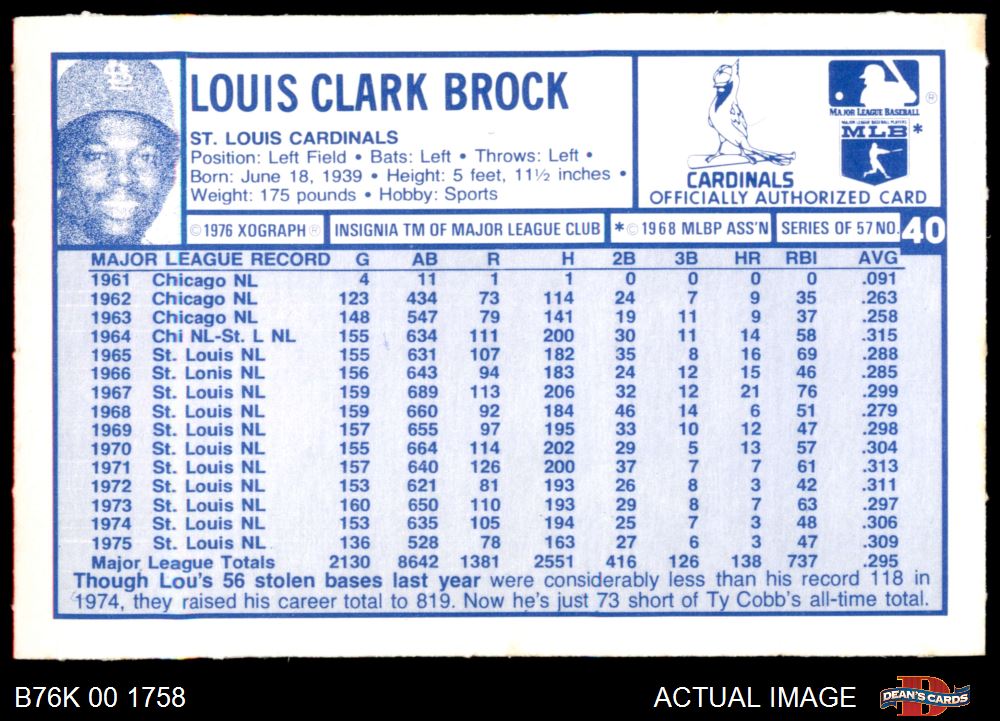 LOUIS CLARK BROCK
ST. LOUIS CARDINALS
Position: Left Field • Bats: Left • Throws: Left •
Born: June 18, 1939 • Height: 5 feet, 11½ inches •
Weight: 175 pounds • Hobby: Sports
CARDINALS
MAJOR LEAGUE BASEBALL
®
MAJOR LEAGUE BASEBALL PLAYERS
MLB*
OFFICIALLY AUTHORIZED CARD
© 1976 XOGRAPH ®
INSIGNIA TM OF MAJOR LEAGUE CLUB
*© 1968 MLBP ASS'N
SERIES OF 57 NO. 40
MAJOR LEAGUE RECORD G AB R H 2B 3B HR RBI AVG
1961 Chicago NL 4 11 1 1 0 0 0 0 .091
1962 Chicago NL 123 434 73 114 24 7 9 35 .263
1963 Chicago NL 148 547 79 141 19 11 9 37 .258
1964 Chi NL-St. L NL 155 634 111 200 30 11 14 58 .315
1965 St. Louis NL 155 631 107 182 35 8 16 69 .288
1966 St. Lonis NL 156 643 94 183 24 12 15 46 .285
1967 St. Louis NL 159 689 113 206 32 12 21 76 .299
1968 St. Louis NL 159 660 92 184 46 14 6 51 .279
1969 St. Louis NL 157 655 97 195 33 10 12 47 .298
1970 St. Louis NL 155 664 114 202 29 5 13 57 .304
1971 St. Louis NL 157 640 126 200 37 7 7 61 .313
1972 St. Louis NL 153 621 81 193 26 8 3 42 .311
1973 St. Louis NL 160 650 110 193 29 8 7 63 .297
1974 St. Louis NL 153 635 105 194 25 7 3 48 .306
1975 St. Louis NL 136 528 78 163 27 6 3 47 .309
Major League Totals 2130 8642 1381 2551 416 126 138 737 .295
Though Lou's 56 stolen bases last year were considerably less than his record 118 in
1974, they raised his career total to 819. Now he's just 73 short of Ty Cobb's all-time total.
B76K 00 1758
ACTUAL IMAGE
DEAN'S CARDS